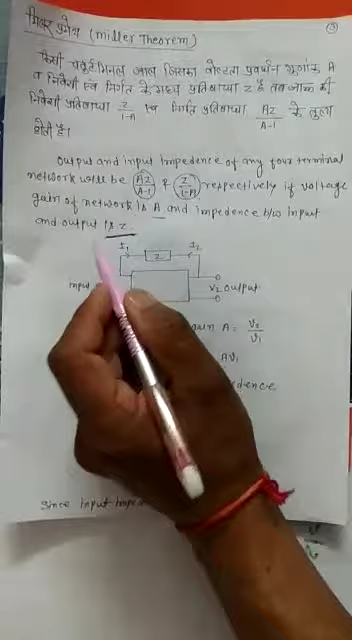 मिलर प्रमेय (Miller Theorem)
किसी चतुर्टर्मिनल जाल जिसका वोल्टता प्रवर्धन गुणांक A
व निवेशी एवं निर्गत के मध्य प्रतिबाधा Z है तब जाल की
निवेशी प्रतिबाधा Z/1-A एवं निर्गत प्रतिबाधा AZ/A-1 के तुल्य
होती है।
Output and input impedence of any four terminal
network will be AZ/A-1 & Z/1-A respectively if voltage
gain of network is A and impedence b/w input
and output is Z
I1 Z I2
input V2 output
A = V2/V1
AV1
Since input